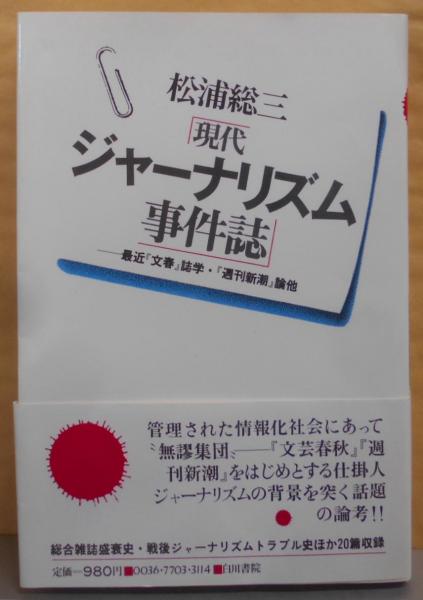 松浦総三
「現代
ジャーナリズム
事件誌」
——最近『文春』誌学・『週刊新潮』論他
管理された情報化社会にあって
〝無謬集団〟——『文芸春秋』『週
刊新潮』をはじめとする仕掛人
ジャーナリズムの背景を突く話題
の論考!!
総合雑誌盛衰史・戦後ジャーナリズムトラブル史ほか20篇収録
定価—980円■0036-7703-3114■白川書院